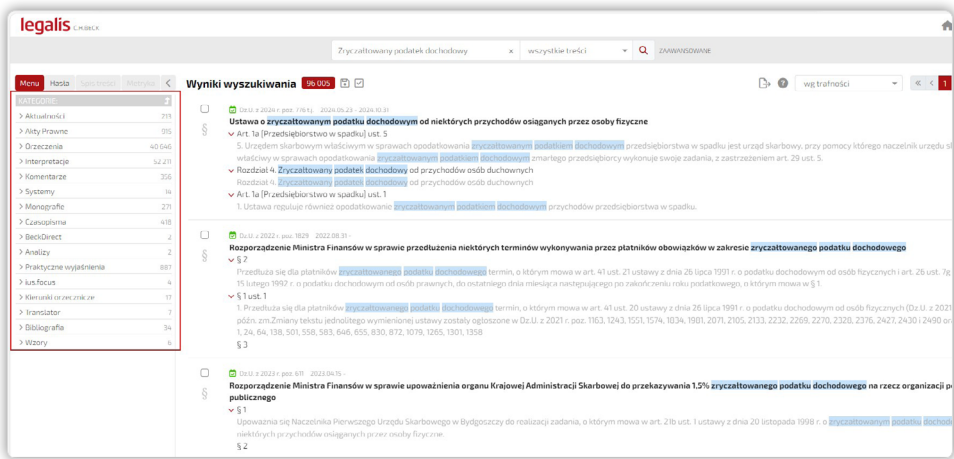 legalis C.H.BECK
Zryczałtowany podatek dochodowy × wszystkie treści ZAAWANSOWANE
Menu Hasła Spis treści Metryka
Wyniki wyszukiwania 96 005
wg trafności
1
KATEGORIE:
Aktualności 213
Akty Prawne 915
Orzeczenia 40 646
Interpretacje 52 211
Komentarze 356
Systemy 14
Monografie 271
Czasopisma 418
BeckDirect 2
Analizy 2
Praktyczne wyjaśnienia 887
ius.focus 4
Kierunki orzecznicze 17
Translator 7
Bibliografia 34
Wzory 6
Dz.U. z 2024 r. poz. 776 t.j. 2024.05.23 - 2024.10.31
Ustawa o zryczałtowanym podatku dochodowym od niektórych przychodów osiąganych przez osoby fizyczne
§
Art. 1a [Przedsiębiorstwo w spadku] ust. 5
5. Urzędem skarbowym właściwym w sprawach opodatkowania zryczałtowanym podatkiem dochodowym przedsiębiorstwa w spadku jest urząd skarbowy, przy pomocy którego naczelnik urzędu sk
właściwy w sprawach opodatkowania zryczałtowanym podatkiem dochodowym zmarłego przedsiębiorcy wykonuje swoje zadania, z zastrzeżeniem art. 29 ust. 5.
Rozdział 4. Zryczałtowany podatek dochodowy od przychodów osób duchownych
Rozdział 4. Zryczałtowany podatek dochodowy od przychodów osób duchownych
Art. 1a [Przedsiębiorstwo w spadku] ust. 1
1. Ustawa reguluje również opodatkowanie zryczałtowanym podatkiem dochodowym przychodów przedsiębiorstwa w spadku.
Dz.U. z 2022 r. poz. 1829 2022.08.31 -
Rozporządzenie Ministra Finansów w sprawie przedłużenia niektórych terminów wykonywania przez płatników obowiązków w zakresie zryczałtowanego podatku dochodowego
§
§ 2
Przedłuża się dla płatników zryczałtowanego podatku dochodowego termin, o którym mowa w art. 41 ust. 21 ustawy z dnia 26 lipca 1991 r. o podatku dochodowym od osób fizycznych i art. 26 ust. 7g
15 lutego 1992 r. o podatku dochodowym od osób prawnych, do ostatniego dnia miesiąca następującego po zakończeniu roku podatkowego, o którym mowa w § 1.
§ 1 ust. 1
1. Przedłuża się dla płatników zryczałtowanego podatku dochodowego termin, o którym mowa w art. 41 ust. 20 ustawy z dnia 26 lipca 1991 r. o podatku dochodowym od osób fizycznych (Dz.U. z 2021
późn. zm.Zmiany tekstu jednolitego wymienionej ustawy zostały ogłoszone w Dz.U. z 2021 r. poz. 1163, 1243, 1551, 1574, 1834, 1981, 2071, 2105, 2133, 2232, 2269, 2270, 2328, 2376, 2427, 2430 i 2490 or
1, 24, 64, 138, 501, 558, 583, 646, 655, 830, 872, 1079, 1265, 1301, 1358
§ 3
Dz.U. z 2023 r. poz. 611 2023.04.15 -
Rozporządzenie Ministra Finansów w sprawie upoważnienia organu Krajowej Administracji Skarbowej do przekazywania 1,5% zryczałtowanego podatku dochodowego na rzecz organizacji p
§
publicznego
§ 1
Upoważnia się Naczelnika Pierwszego Urzędu Skarbowego w Bydgoszczy do realizacji zadania, o którym mowa w art. 21b ust. 1 ustawy z dnia 20 listopada 1998 r. o zryczałtowanym podatku dochod
niektórych przychodów osiąganych przez osoby fizyczne.
§ 2